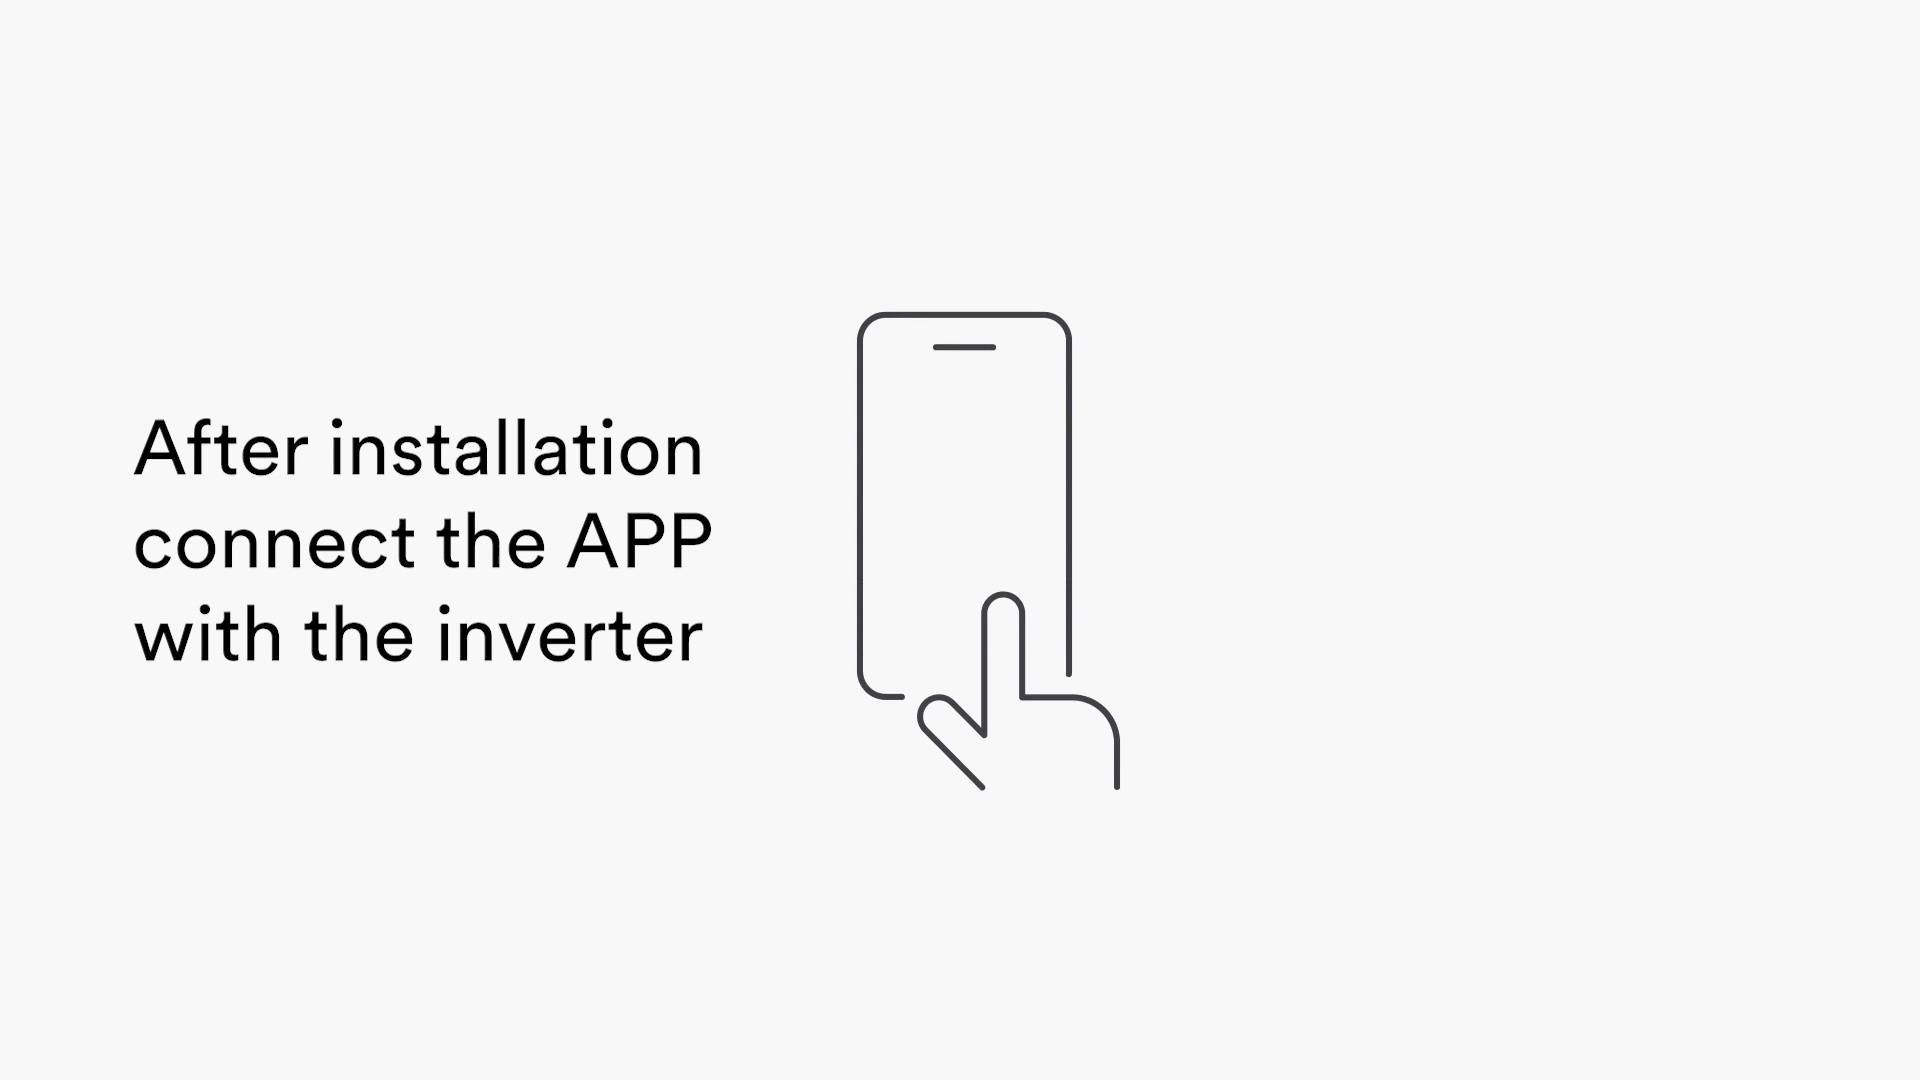 After installation
connect the APP
with the inverter